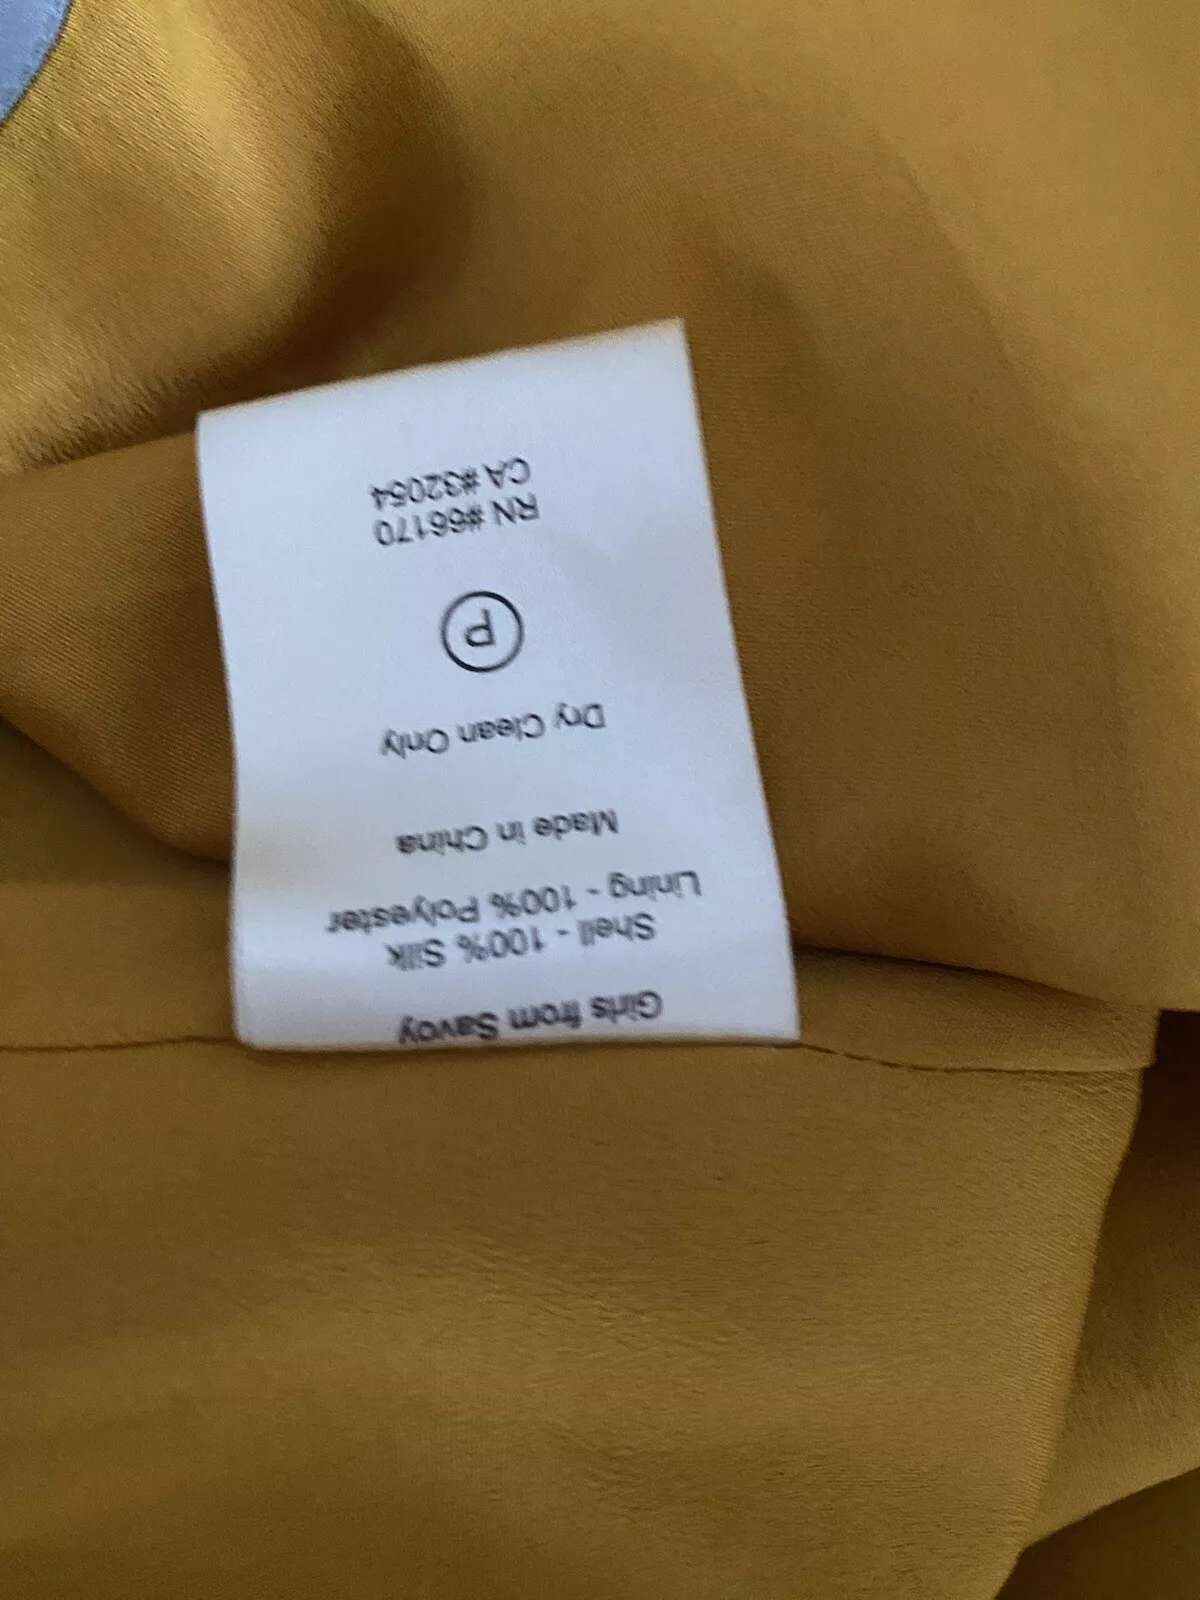 Girls from Savoy
Shell - 100% Silk
Lining - 100% Polyester
Made in China
Dry Clean Only
P
RN #66170
CA #32054